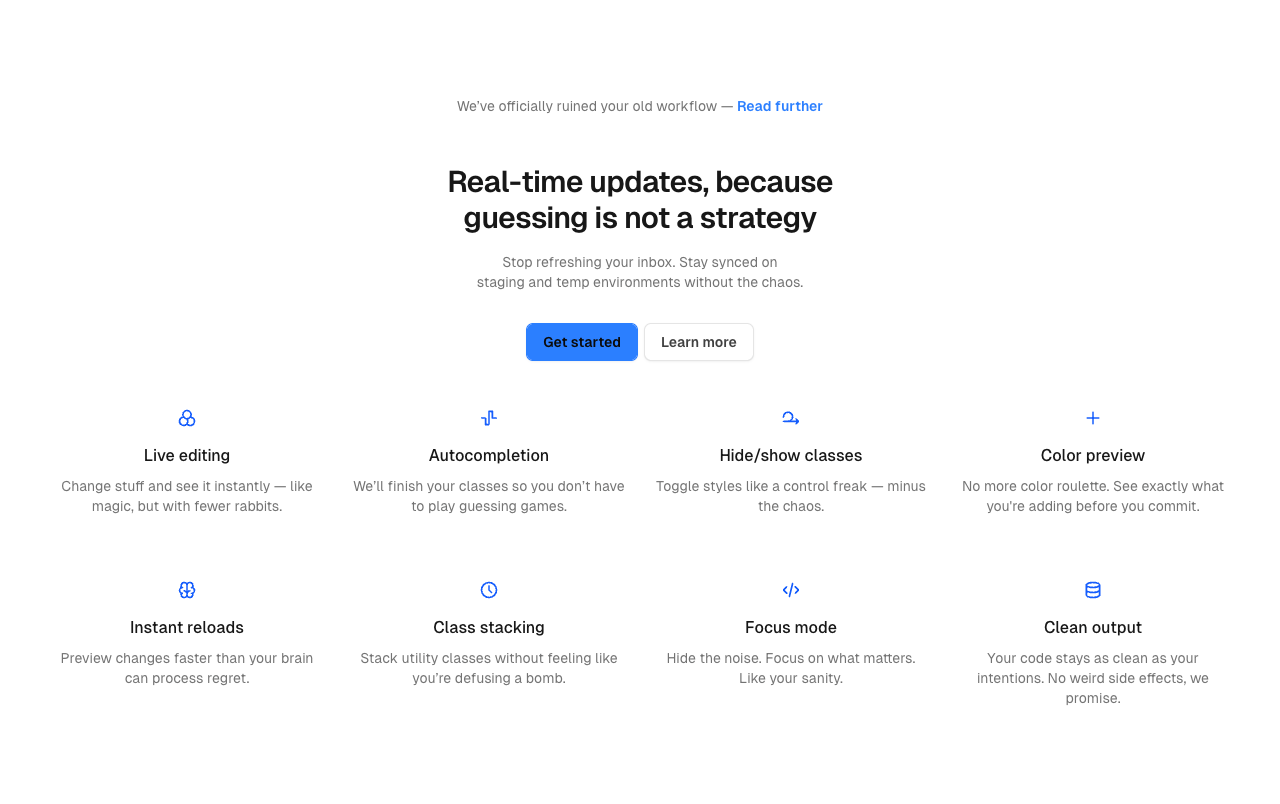 We've officially ruined your old workflow — Read further
Real-time updates, because
guessing is not a strategy
Stop refreshing your inbox. Stay synced on
staging and temp environments without the chaos.
Get started
Learn more
Live editing
Change stuff and see it instantly — like
magic, but with fewer rabbits.
Autocompletion
We'll finish your classes so you don't have
to play guessing games.
Hide/show classes
Toggle styles like a control freak — minus
the chaos.
Color preview
No more color roulette. See exactly what
you're adding before you commit.
Instant reloads
Preview changes faster than your brain
can process regret.
Class stacking
Stack utility classes without feeling like
you're defusing a bomb.
Focus mode
Hide the noise. Focus on what matters.
Like your sanity.
Clean output
Your code stays as clean as your
intentions. No weird side effects, we
promise.